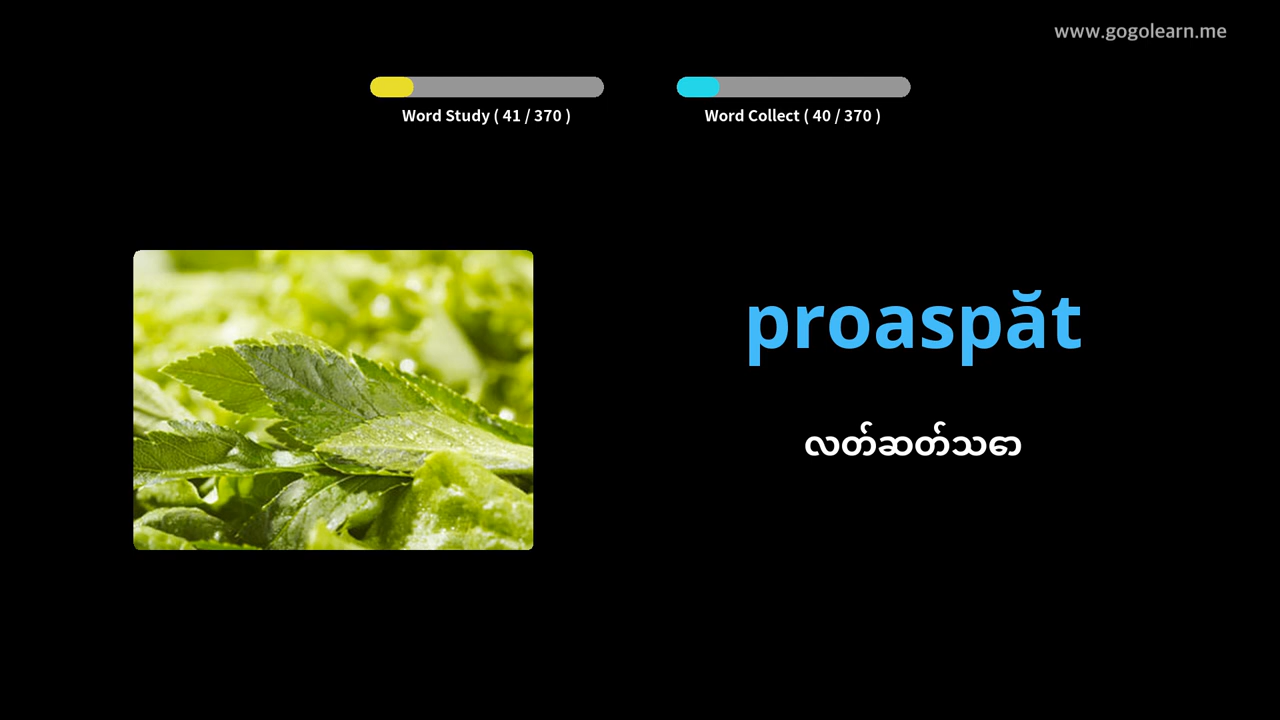 www.gogolearn.me
Word Study ( 41 / 370 )
Word Collect ( 40 / 370 )
proaspăt
လတ်ဆတ်သော